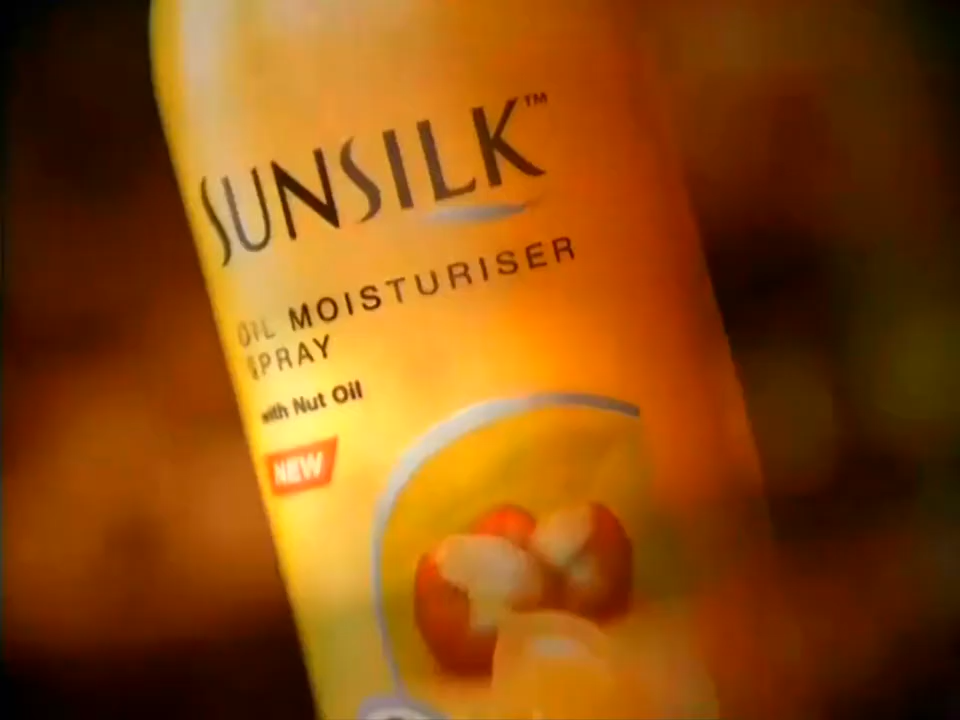 SUNSILK™
OIL MOISTURISER
SPRAY
with Nut Oil
NEW